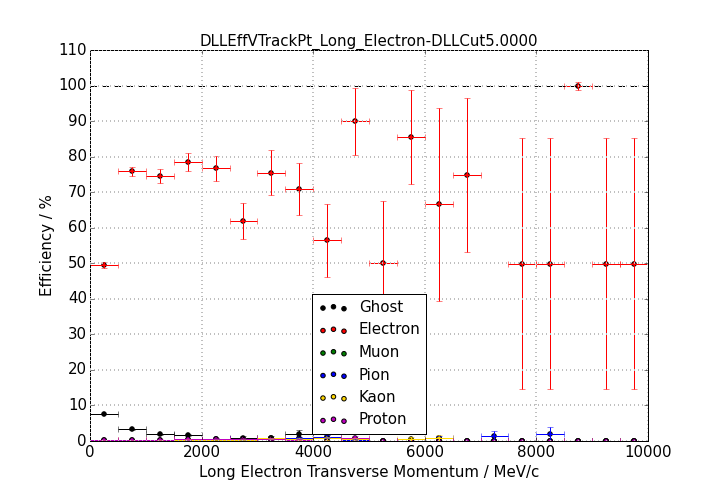 DLLEffVTrackPt_Long_Electron-DLLCut5.0000
110
100
90
80
70
60
50
40
30
20
10
0
Efficiency / %
Ghost
Electron
Muon
Pion
Kaon
Proton
0 2000 4000 6000 8000 10000
Long Electron Transverse Momentum / MeV/c